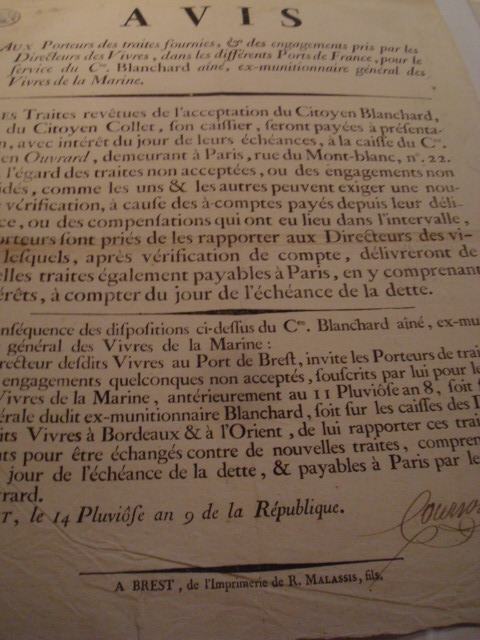 AVIS
AUX Porteurs des traites fournies, & des engagements pris par les
Directeurs des Vivres, dans les différents Ports de France, pour le
service du C.en Blanchard aîné, ex-munitionnaire général des
Vivres de la Marine.
ES Traites revêtues de l'acceptation du Citoyen Blanchard,
du Citoyen Collet, son caissier, seront payées à présenta-
n, avec intérêt du jour de leurs échéances, à la caisse du C.en
en Ouvrard, demeurant à Paris, rue du Mont-blanc, n°. 22.
l'égard des traites non acceptées, ou des engagements non
dés, comme les uns & les autres peuvent exiger une nou-
vérification, à cause des à-comptes payés depuis leur déli-
ce, ou des compensations qui ont eu lieu dans l'intervalle,
orteurs sont priés de les rapporter aux Directeurs des vi-
lesquels, après vérification de compte, délivreront de
elles traites également payables à Paris, en y comprenant
érêts, à compter du jour de l'échéance de la dette.
nséquence des dispositions ci-dessus du C.en Blanchard aîné, ex-mu
général des Vivres de la Marine :
recteur desdits Vivres au Port de Brest, invite les Porteurs de trai
engagements quelconques non acceptés, souscrits par lui pour le
Vivres de la Marine, antérieurement au 11 Pluviôse an 8, soit
érale dudit ex-munitionnaire Blanchard, soit sur les caisses des D
its Vivres à Bordeaux & à l'Orient, de lui rapporter ces trai
nts pour être échangés contre de nouvelles traites, compren
jour de l'échéance de la dette, & payables à Paris par le
vrard.
T, le 14 Pluviôse an 9 de la République.
A BREST, de l'Imprimerie de R. MALASSIS, fils.